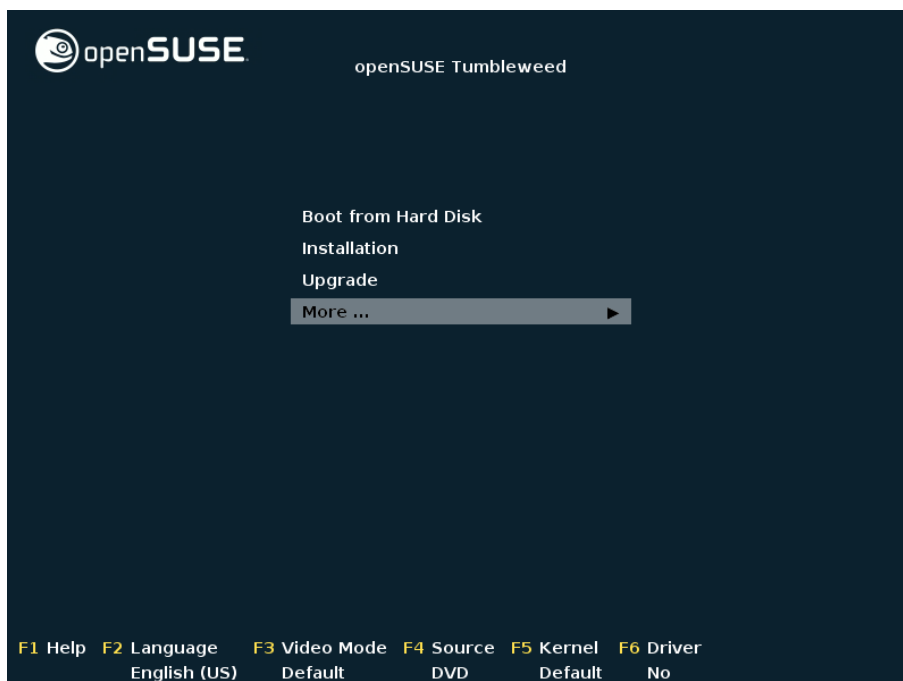 openSUSE.
openSUSE Tumbleweed
Boot from Hard Disk
Installation
Upgrade
More ...
F1 Help F2 Language F3 Video Mode F4 Source F5 Kernel F6 Driver
English (US) Default DVD Default No